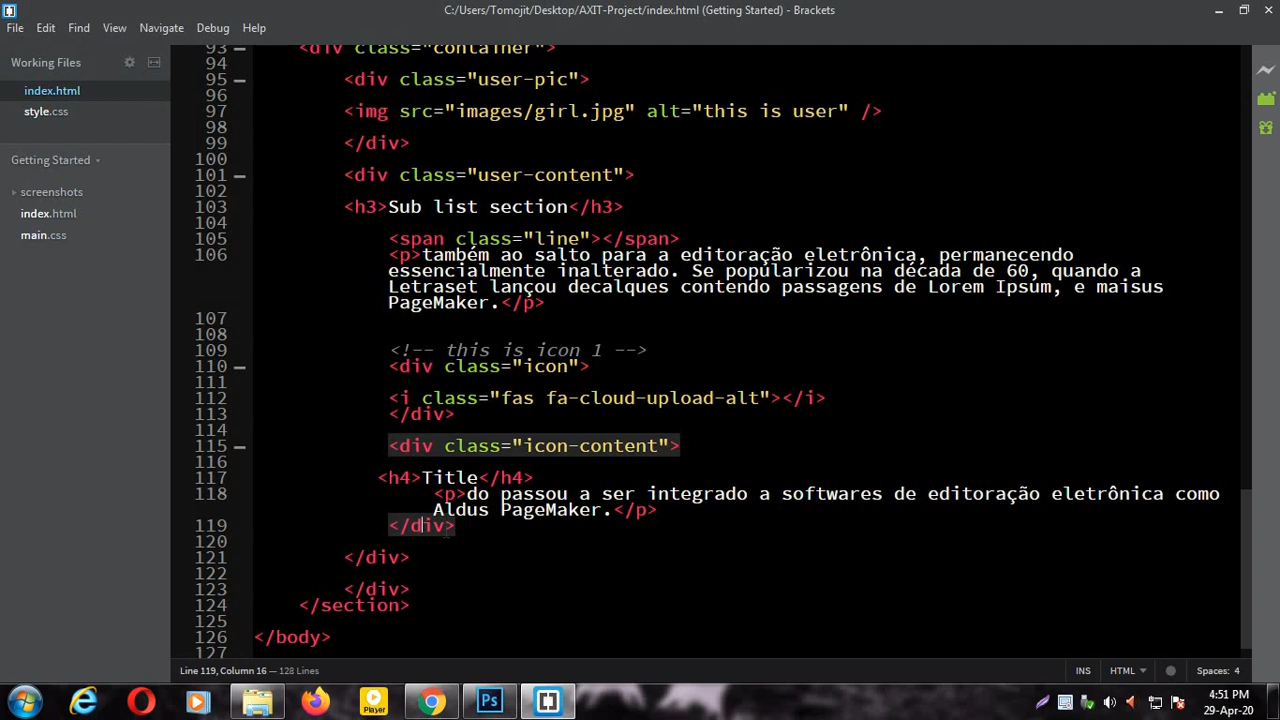 C:/Users/Tomojit/Desktop/AXIT-Project/index.html (Getting Started) - Brackets
File Edit View Navigate Debug Help
Working Files
index.html
style.css
Getting Started
screenshots
index.html
main.css
93 <div class="container">
94
95 <div class="user-pic">
96
97 <img src="images/girl.jpg" alt="this is user" />
98
99 </div>
100
101 <div class="user-content">
102
103 <h3>Sub list section</h3>
104
105 <span class="line"></span>
106 <p>também ao salto para a editoração eletrônica, permanecendo
essencialmente inalterado. Se popularizou na década de 60, quando a
Letraset lançou decalques contendo passagens de Lorem Ipsum, e maisus
PageMaker.</p>
107
108
109 <!-- this is icon 1 -->
110 <div class="icon">
111
112 <i class="fas fa-cloud-upload-alt"></i>
113 </div>
114
115 <div class="icon-content">
116
117 <h4>Title</h4>
118 <p>do passou a ser integrado a softwares de editoração eletrônica como
Aldus PageMaker.</p>
119 </div>
120
121 </div>
122
123 </div>
124 </section>
125
126 </body>
127
Line 119, Column 16 — 128 Lines
INS HTML Spaces: 4
Player
Ps
4:51 PM
29-Apr-20